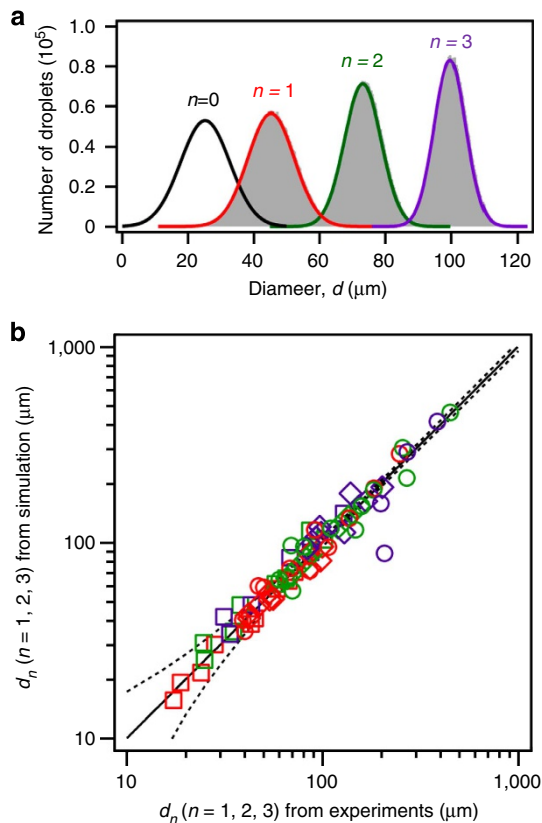 a
Number of droplets (10⁵)
1.0
0.8
0.6
0.4
0.2
0
n=0
n = 1
n = 2
n = 3
0 20 40 60 80 100 120
Diameer, d (μm)
b
dₙ (n = 1, 2, 3) from simulation (μm)
1,000
100
10
10 100 1,000
dₙ (n = 1, 2, 3) from experiments (μm)